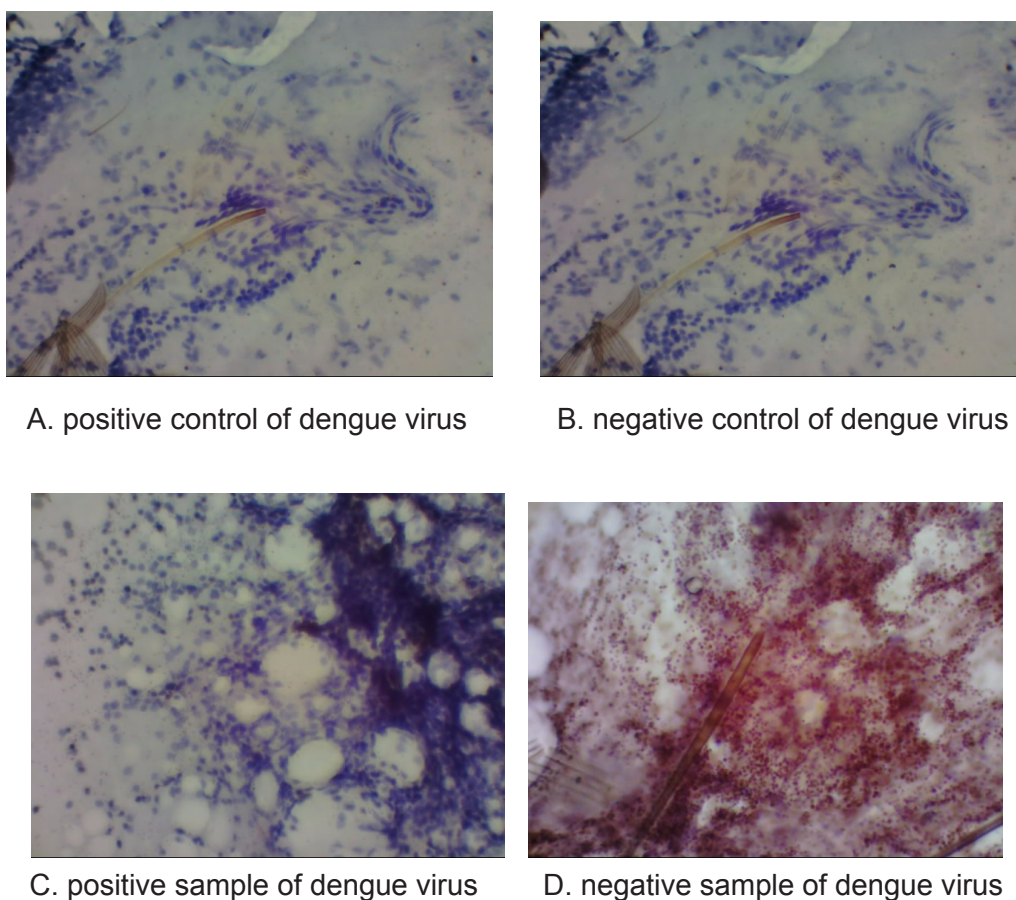 A. positive control of dengue virus
B. negative control of dengue virus
C. positive sample of dengue virus
D. negative sample of dengue virus